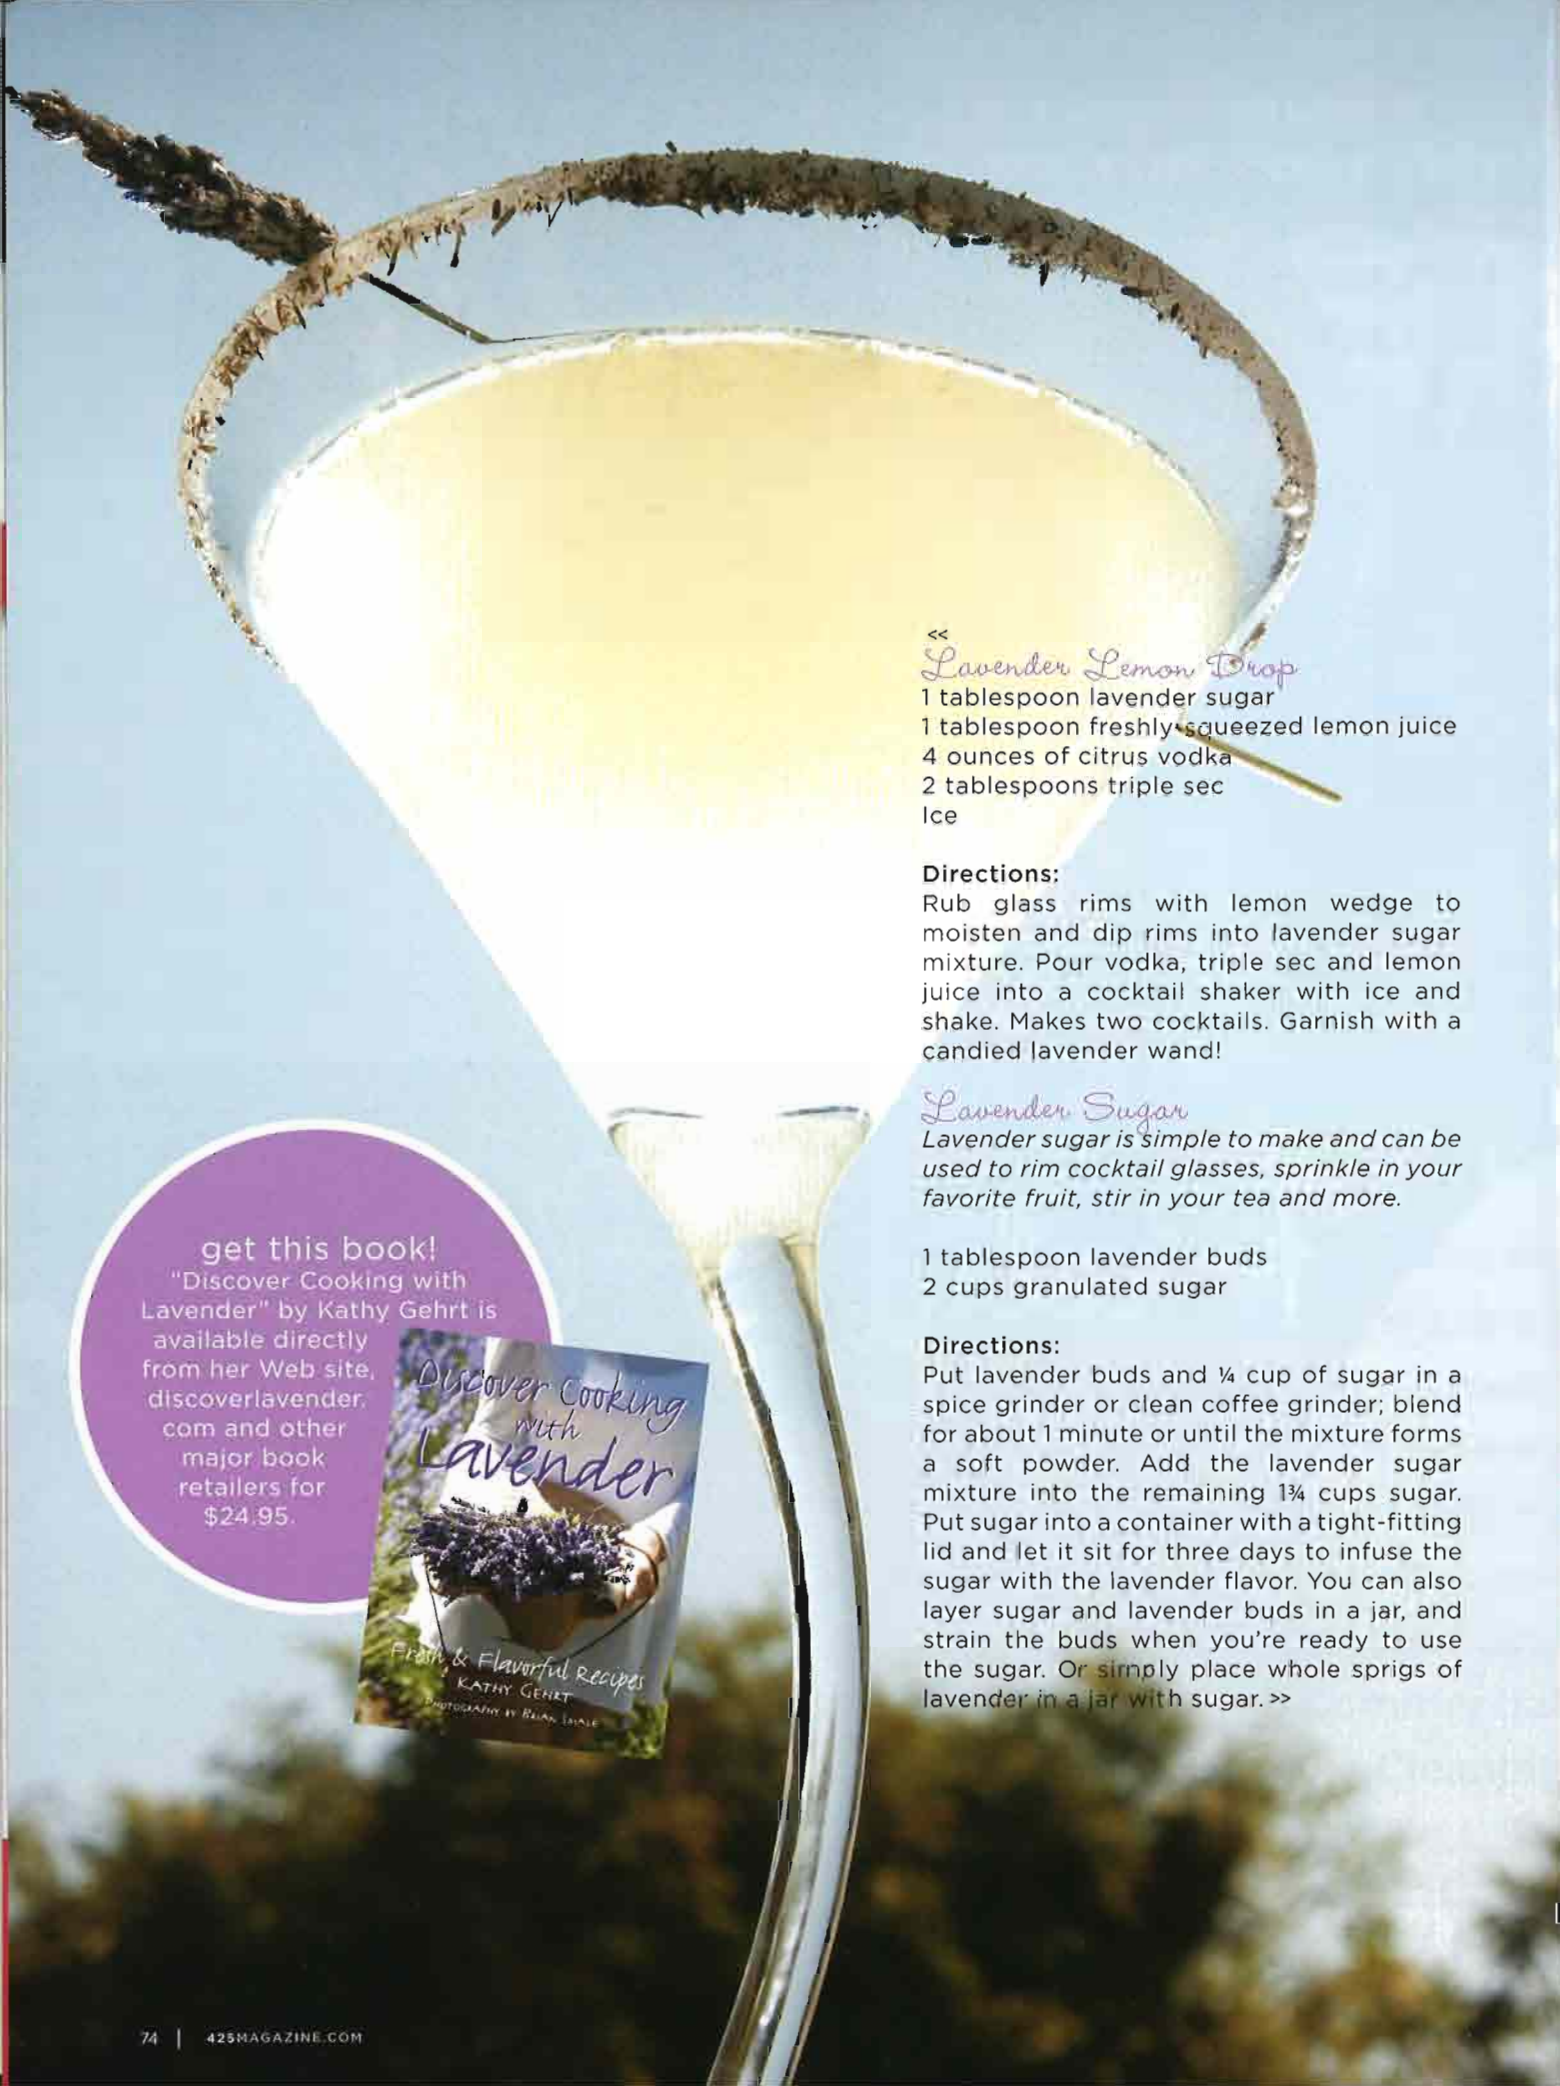 <<
Lavender Lemon Drop
1 tablespoon lavender sugar
1 tablespoon freshly squeezed lemon juice
4 ounces of citrus vodka
2 tablespoons triple sec
Ice
Directions:
Rub glass rims with lemon wedge to
moisten and dip rims into lavender sugar
mixture. Pour vodka, triple sec and lemon
juice into a cocktail shaker with ice and
shake. Makes two cocktails. Garnish with a
candied lavender wand!
Lavender Sugar
Lavender sugar is simple to make and can be
used to rim cocktail glasses, sprinkle in your
favorite fruit, stir in your tea and more.
1 tablespoon lavender buds
2 cups granulated sugar
Directions:
Put lavender buds and ¼ cup of sugar in a
spice grinder or clean coffee grinder; blend
for about 1 minute or until the mixture forms
a soft powder. Add the lavender sugar
mixture into the remaining 1¾ cups sugar.
Put sugar into a container with a tight-fitting
lid and let it sit for three days to infuse the
sugar with the lavender flavor. You can also
layer sugar and lavender buds in a jar, and
strain the buds when you're ready to use
the sugar. Or simply place whole sprigs of
lavender in a jar with sugar. >>
get this book!
"Discover Cooking with
Lavender" by Kathy Gehrt is
available directly
from her Web site,
discoverlavender.
com and other
major book
retailers for
$24.95.
Discover Cooking
with
Lavender
Fresh & Flavorful Recipes
KATHY GEHRT
PHOTOGRAPHY BY BRIAN
74 | 425MAGAZINE.COM